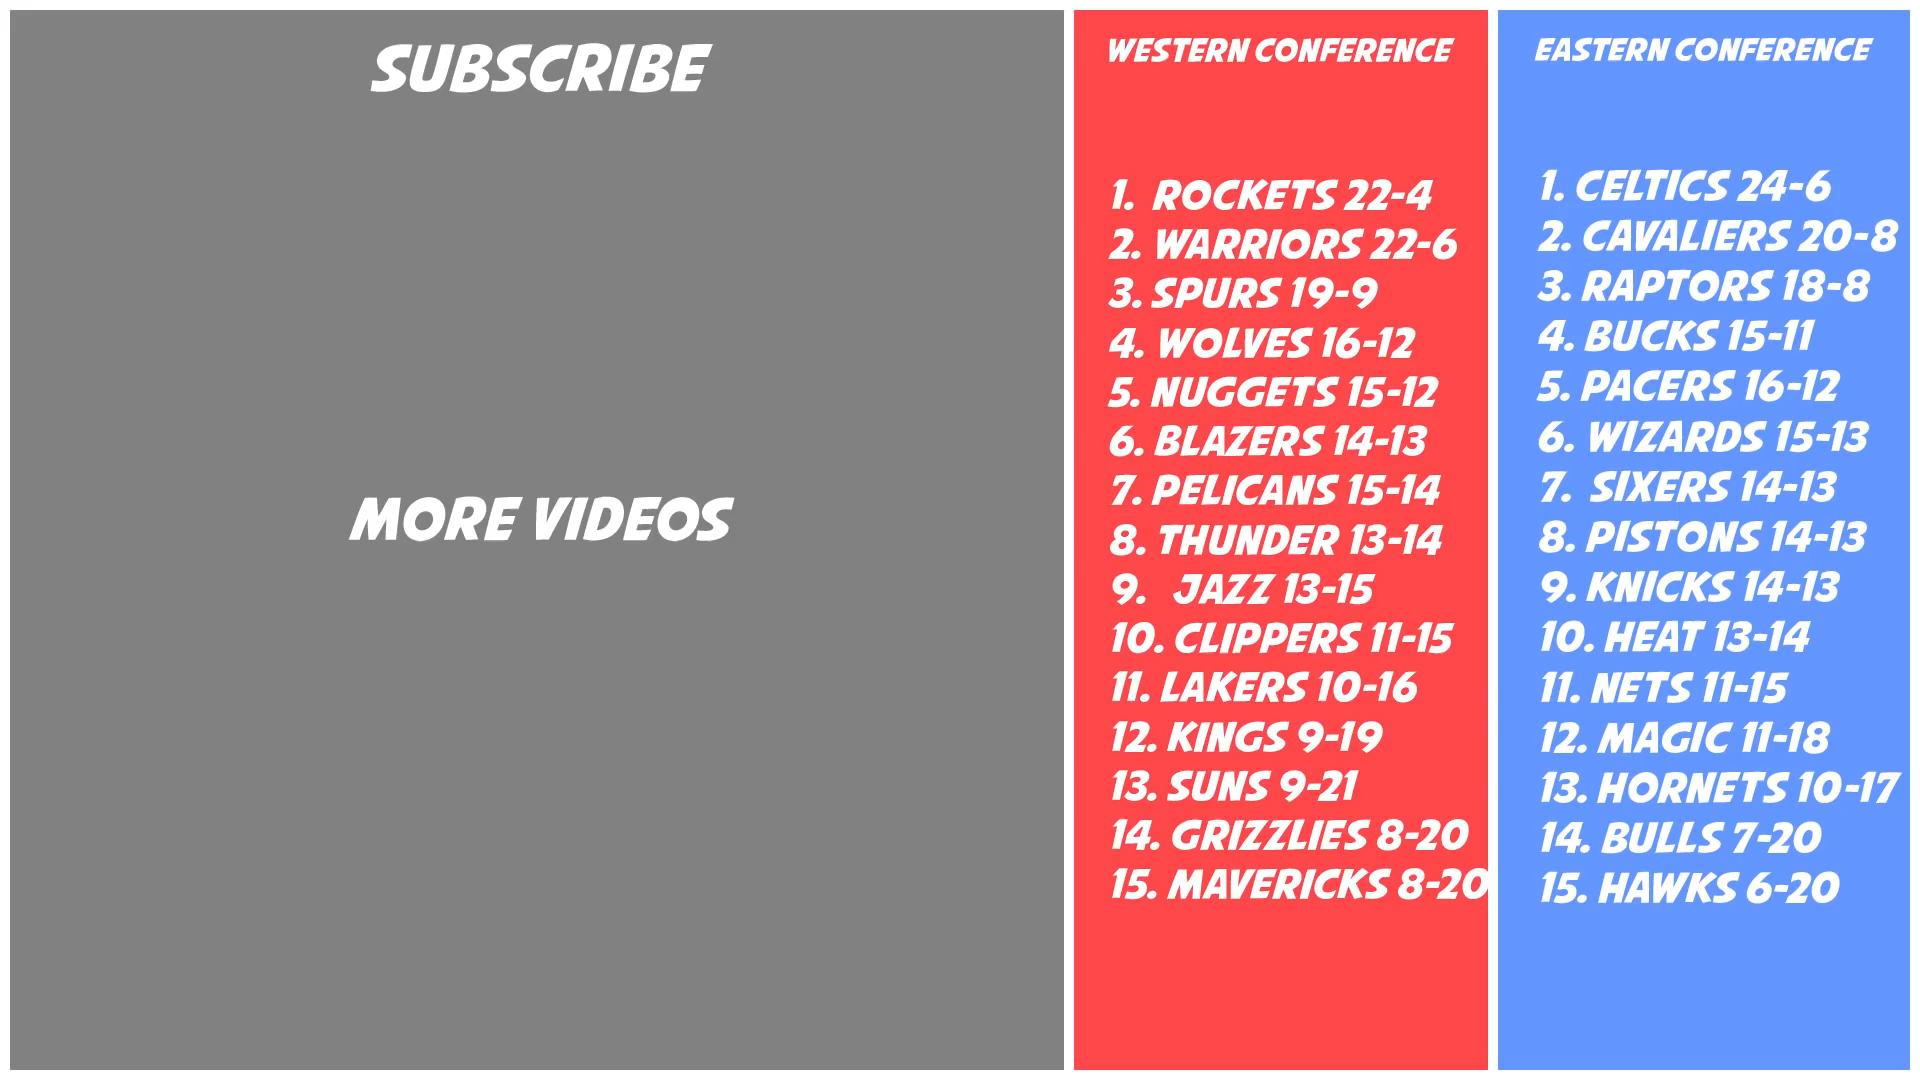 SUBSCRIBE
MORE VIDEOS
WESTERN CONFERENCE
1. ROCKETS 22-4
2. WARRIORS 22-6
3. SPURS 19-9
4. WOLVES 16-12
5. NUGGETS 15-12
6. BLAZERS 14-13
7. PELICANS 15-14
8. THUNDER 13-14
9. JAZZ 13-15
10. CLIPPERS 11-15
11. LAKERS 10-16
12. KINGS 9-19
13. SUNS 9-21
14. GRIZZLIES 8-20
15. MAVERICKS 8-20
EASTERN CONFERENCE
1. CELTICS 24-6
2. CAVALIERS 20-8
3. RAPTORS 18-8
4. BUCKS 15-11
5. PACERS 16-12
6. WIZARDS 15-13
7. SIXERS 14-13
8. PISTONS 14-13
9. KNICKS 14-13
10. HEAT 13-14
11. NETS 11-15
12. MAGIC 11-18
13. HORNETS 10-17
14. BULLS 7-20
15. HAWKS 6-20